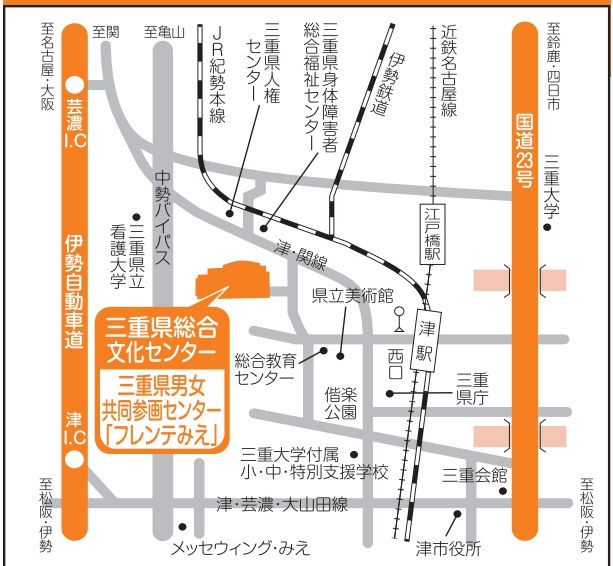 至名古屋・大阪
至関
至亀山
JR紀勢本線
三重県人権
センター
三重県身体障害者
総合福祉センター
伊勢鉄道
近鉄名古屋線
至鈴鹿・四日市
芸濃
I.C
国道23号
三重大学
中勢バイパス
三重県立
看護大学
江戸橋駅
伊勢自動車道
津・関線
県立美術館
三重県総合
文化センター
津駅
西口
総合教育
センター
三重県男女
共同参画センター
「フレンテみえ」
偕楽
公園
三重
県庁
津
I.C
三重大学付属
小・中・特別支援学校
三重会館
至松阪・伊勢
津・芸濃・大山田線
至松阪・伊勢
メッセウィング・みえ
津市役所